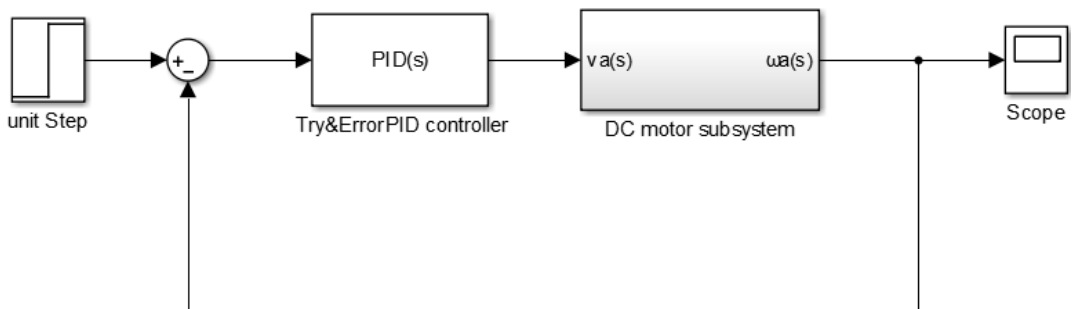 PID(s)
va(s)
ωa(s)
unit Step
Try&ErrorPID controller
DC motor subsystem
Scope